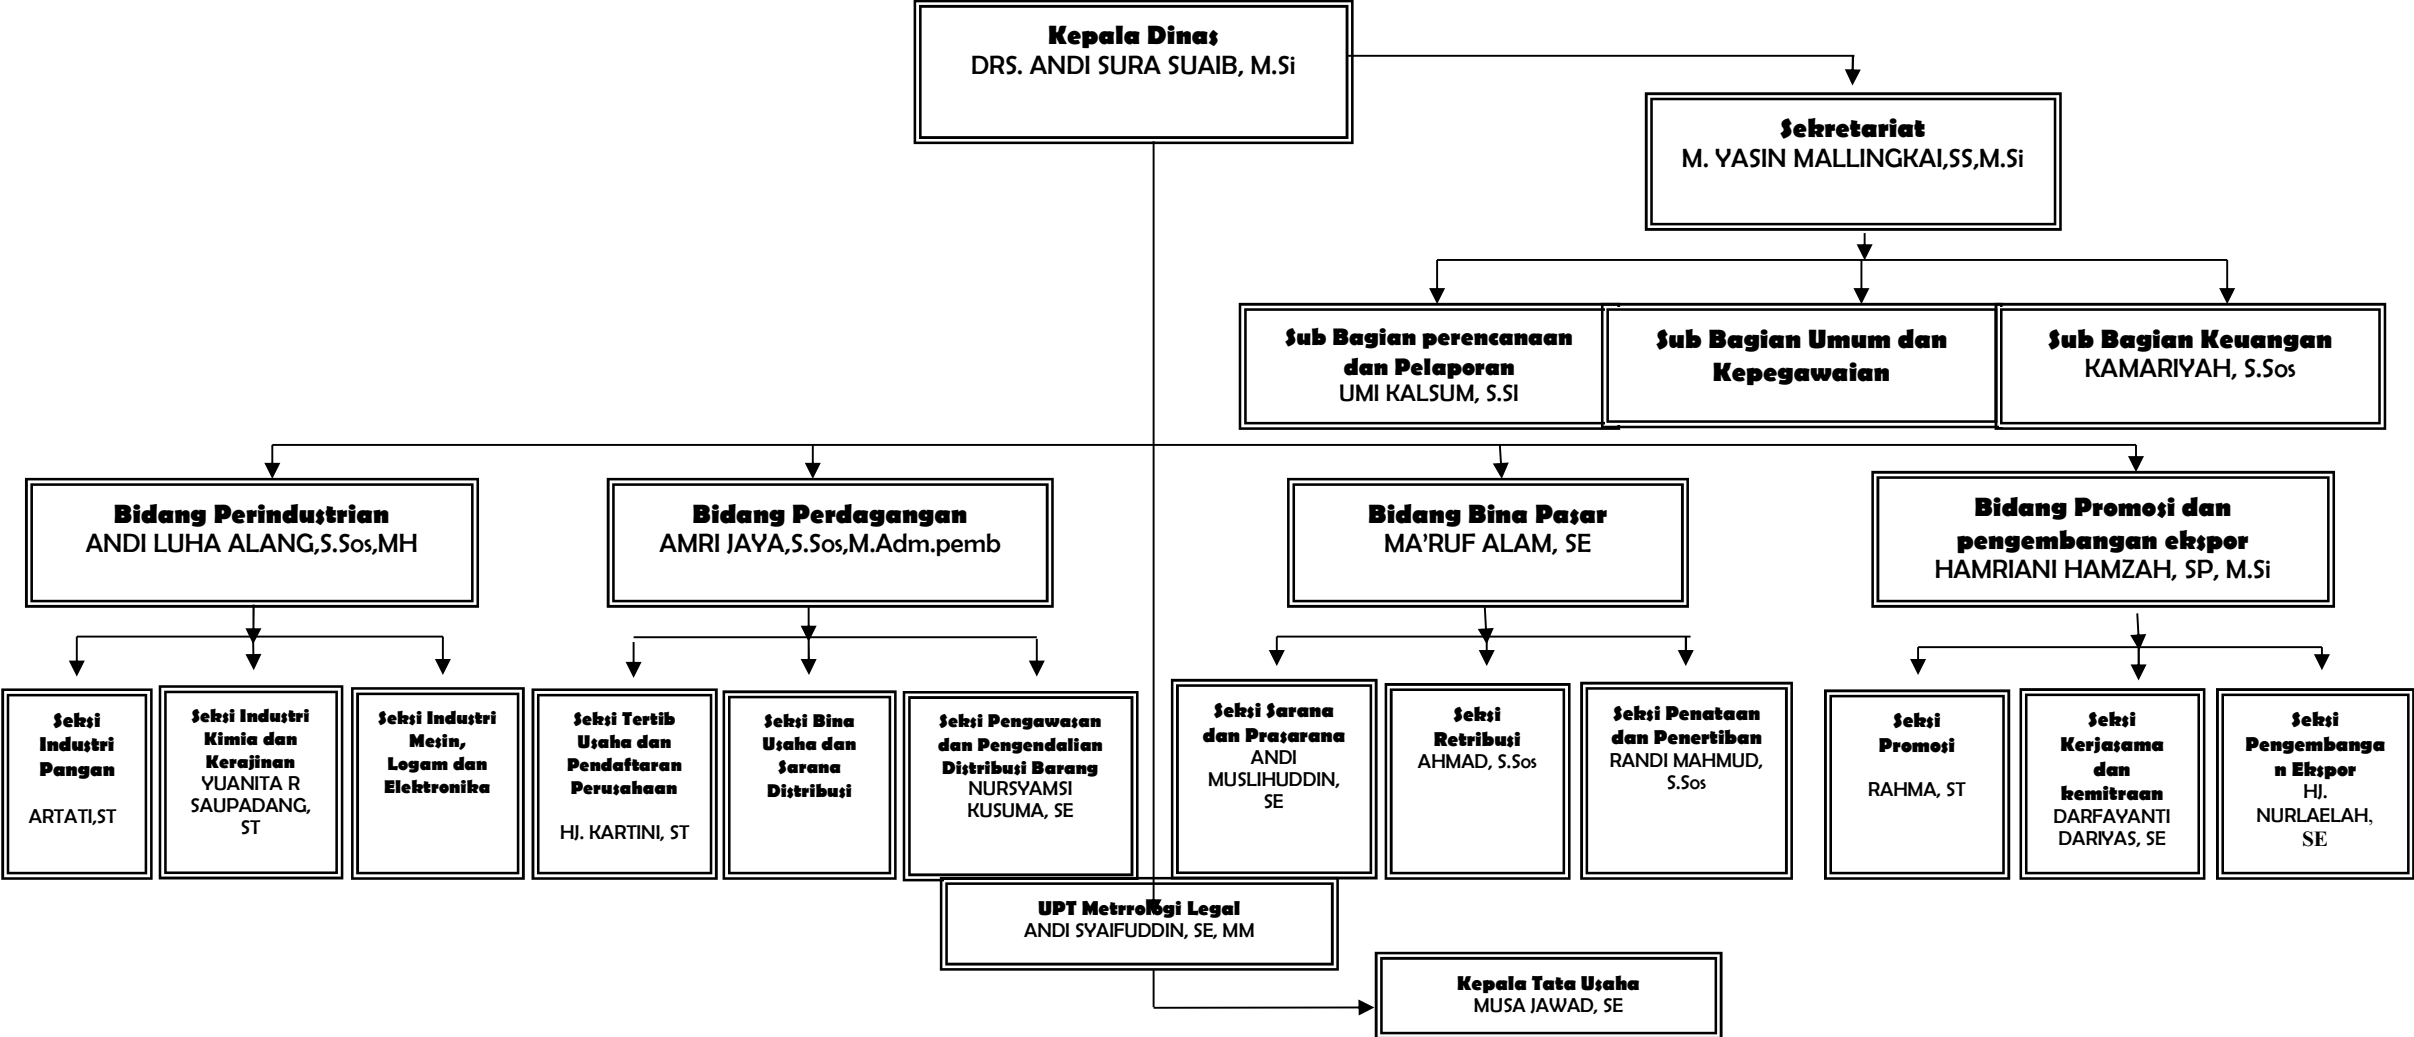 Kepala Dinas
DRS. ANDI SURA SUAIB, M.Si
Sekretariat
M. YASIN MALLINGKAI,SS,M.Si
Sub Bagian perencanaan
dan Pelaporan
UMI KALSUM, S.SI
Sub Bagian Umum dan
Kepegawaian
Sub Bagian Keuangan
KAMARIYAH, S.Sos
Bidang Perindustrian
ANDI LUHA ALANG,S.Sos,MH
Bidang Perdagangan
AMRI JAYA,S.Sos,M.Adm.pemb
Bidang Bina Pasar
MA’RUF ALAM, SE
Bidang Promosi dan
pengembangan ekspor
HAMRIANI HAMZAH, SP, M.Si
Seksi
Industri
Pangan
ARTATI,ST
Seksi Industri
Kimia dan
Kerajinan
YUANITA R
SAUPADANG,
ST
Seksi Industri
Mesin,
Logam dan
Elektronika
Seksi Tertib
Usaha dan
Pendaftaran
Perusahaan
HJ. KARTINI, ST
Seksi Bina
Usaha dan
Sarana
Distribusi
Seksi Pengawasan
dan Pengendalian
Distribusi Barang
NURSYAMSI
KUSUMA, SE
Seksi Sarana
dan Prasarana
ANDI
MUSLIHUDDIN,
SE
Seksi
Retribusi
AHMAD, S.Sos
Seksi Penataan
dan Penertiban
RANDI MAHMUD,
S.Sos
Seksi
Promosi
RAHMA, ST
Seksi
Kerjasama
dan
kemitraan
DARFAYANTI
DARIYAS, SE
Seksi
Pengembanga
n Ekspor
HJ.
NURLAELAH,
SE
UPT Metrrologi Legal
ANDI SYAIFUDDIN, SE, MM
Kepala Tata Usaha
MUSA JAWAD, SE